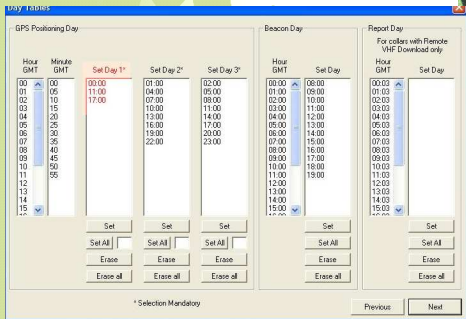 Day Tables
GPS Positioning Day
Beacon Day
Report Day
For collars with Remote
VHF Download only
Hour
GMT
Minute
GMT
Set Day 1*
Set Day 2*
Set Day 3*
Hour
GMT
Set Day
Hour
GMT
Set Day
00 00 00:00 01:00 02:00 00:00 08:00 00:03
01 05 11:00 04:00 05:00 01:00 09:00 01:03
02 10 17:00 07:00 08:00 02:00 10:00 02:03
03 15 10:00 11:00 03:00 11:00 03:03
04 20 13:00 14:00 04:00 12:00 04:03
05 25 16:00 17:00 05:00 13:00 05:03
06 30 19:00 20:00 06:00 14:00 06:03
07 35 22:00 23:00 07:00 15:00 07:03
08 40 08:00 16:00 08:03
09 45 09:00 17:00 09:03
10 50 10:00 18:00 10:03
11 55 11:00 19:00 11:03
12 12:00 12:03
13 13:00 13:03
14 14:00 14:03
15 15:00 15:03
Set Set Set Set Set
Set All Set All Set All Set All Set All
Erase Erase Erase Erase Erase
Erase all Erase all Erase all Erase all Erase all
* Selection Mandatory
Previous Next